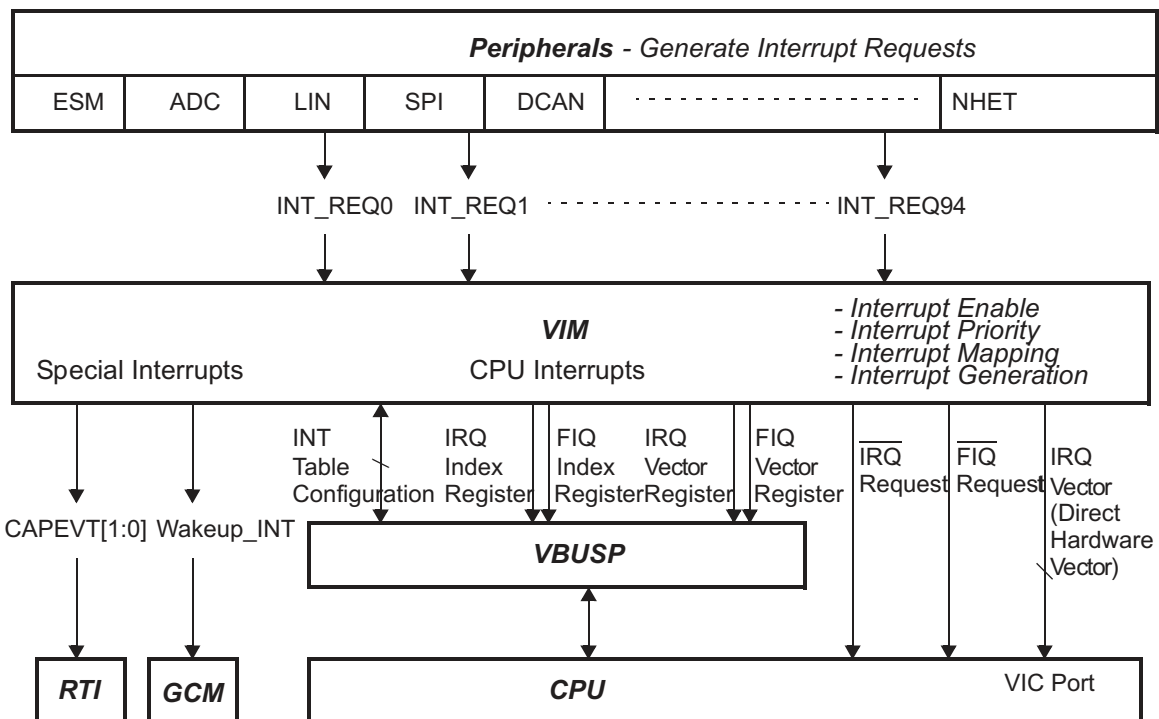 Peripherals - Generate Interrupt Requests
ESM ADC LIN SPI DCAN NHET
INT_REQ0 INT_REQ1 INT_REQ94
VIM
- Interrupt Enable
- Interrupt Priority
- Interrupt Mapping
- Interrupt Generation
Special Interrupts
CPU Interrupts
INT
Table
Configuration
IRQ
Index
Register
FIQ
Index
Register
IRQ
Vector
Register
FIQ
Vector
Register
IRQ
Request
FIQ
Request
IRQ
Vector
(Direct
Hardware
Vector)
CAPEVT[1:0] Wakeup_INT
VBUSP
RTI
GCM
CPU
VIC Port